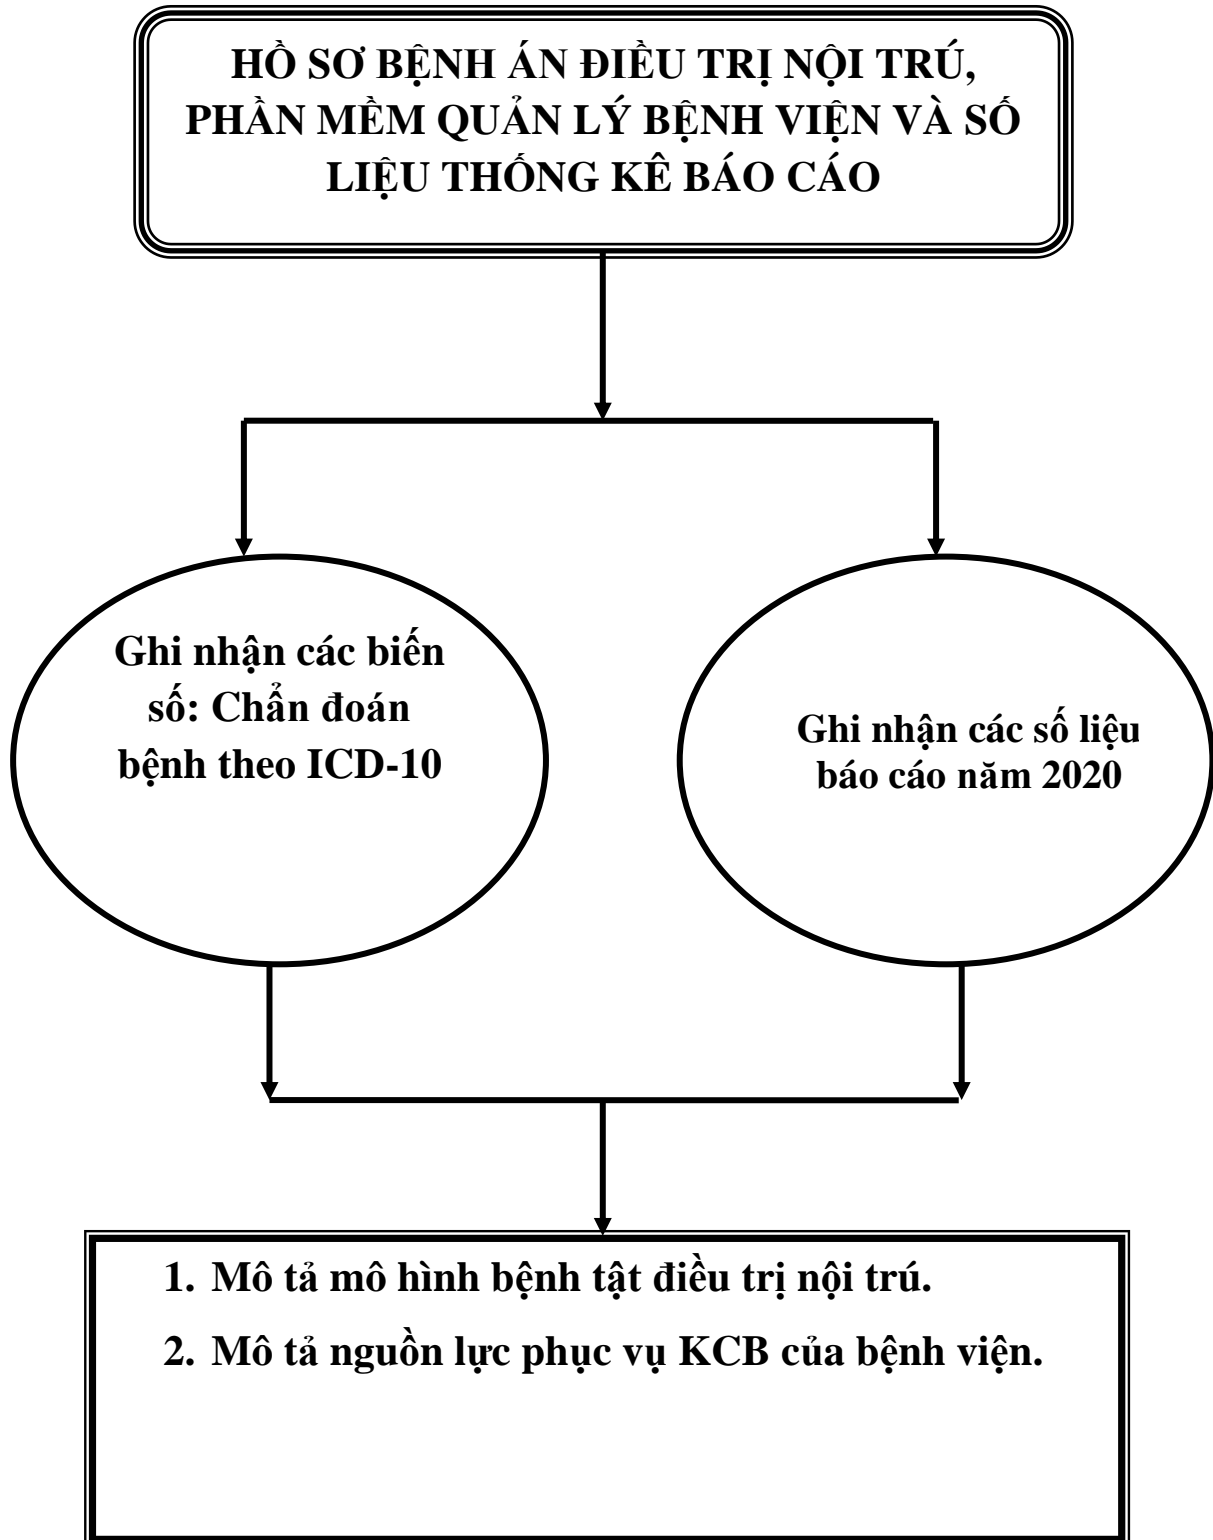 HỒ SƠ BỆNH ÁN ĐIỀU TRỊ NỘI TRÚ,
PHẦN MỀM QUẢN LÝ BỆNH VIỆN VÀ SỐ
LIỆU THỐNG KÊ BÁO CÁO
Ghi nhận các biến
số: Chẩn đoán
bệnh theo ICD-10
Ghi nhận các số liệu
báo cáo năm 2020
1. Mô tả mô hình bệnh tật điều trị nội trú.
2. Mô tả nguồn lực phục vụ KCB của bệnh viện.